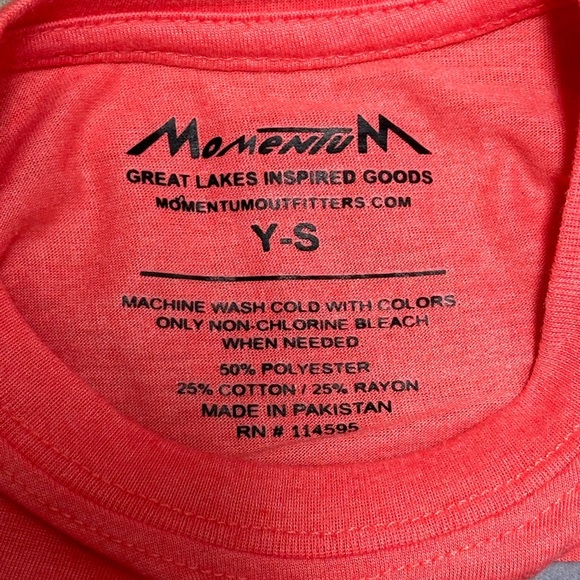 MOMENTUM
GREAT LAKES INSPIRED GOODS
MOMENTUMOUTFITTERS.COM
Y-S
MACHINE WASH COLD WITH COLORS
ONLY NON-CHLORINE BLEACH
WHEN NEEDED
50% POLYESTER
25% COTTON / 25% RAYON
MADE IN PAKISTAN
RN # 114595